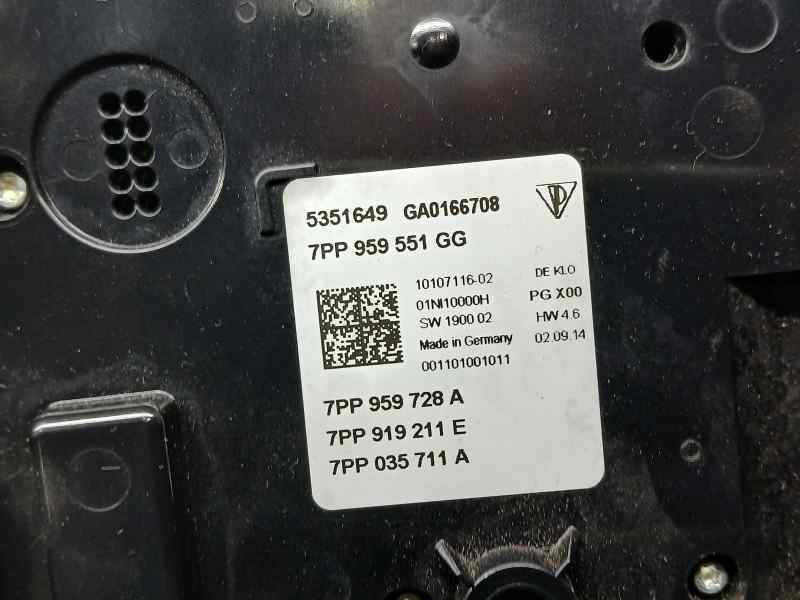 5351649 GA0166708
7PP 959 551 GG
10107116-02 DE KLO
01NI10000H PG X00
SW 1900 02 HW 4.6
Made in Germany 02.09.14
001101001011
7PP 959 728 A
7PP 919 211 E
7PP 035 711 A